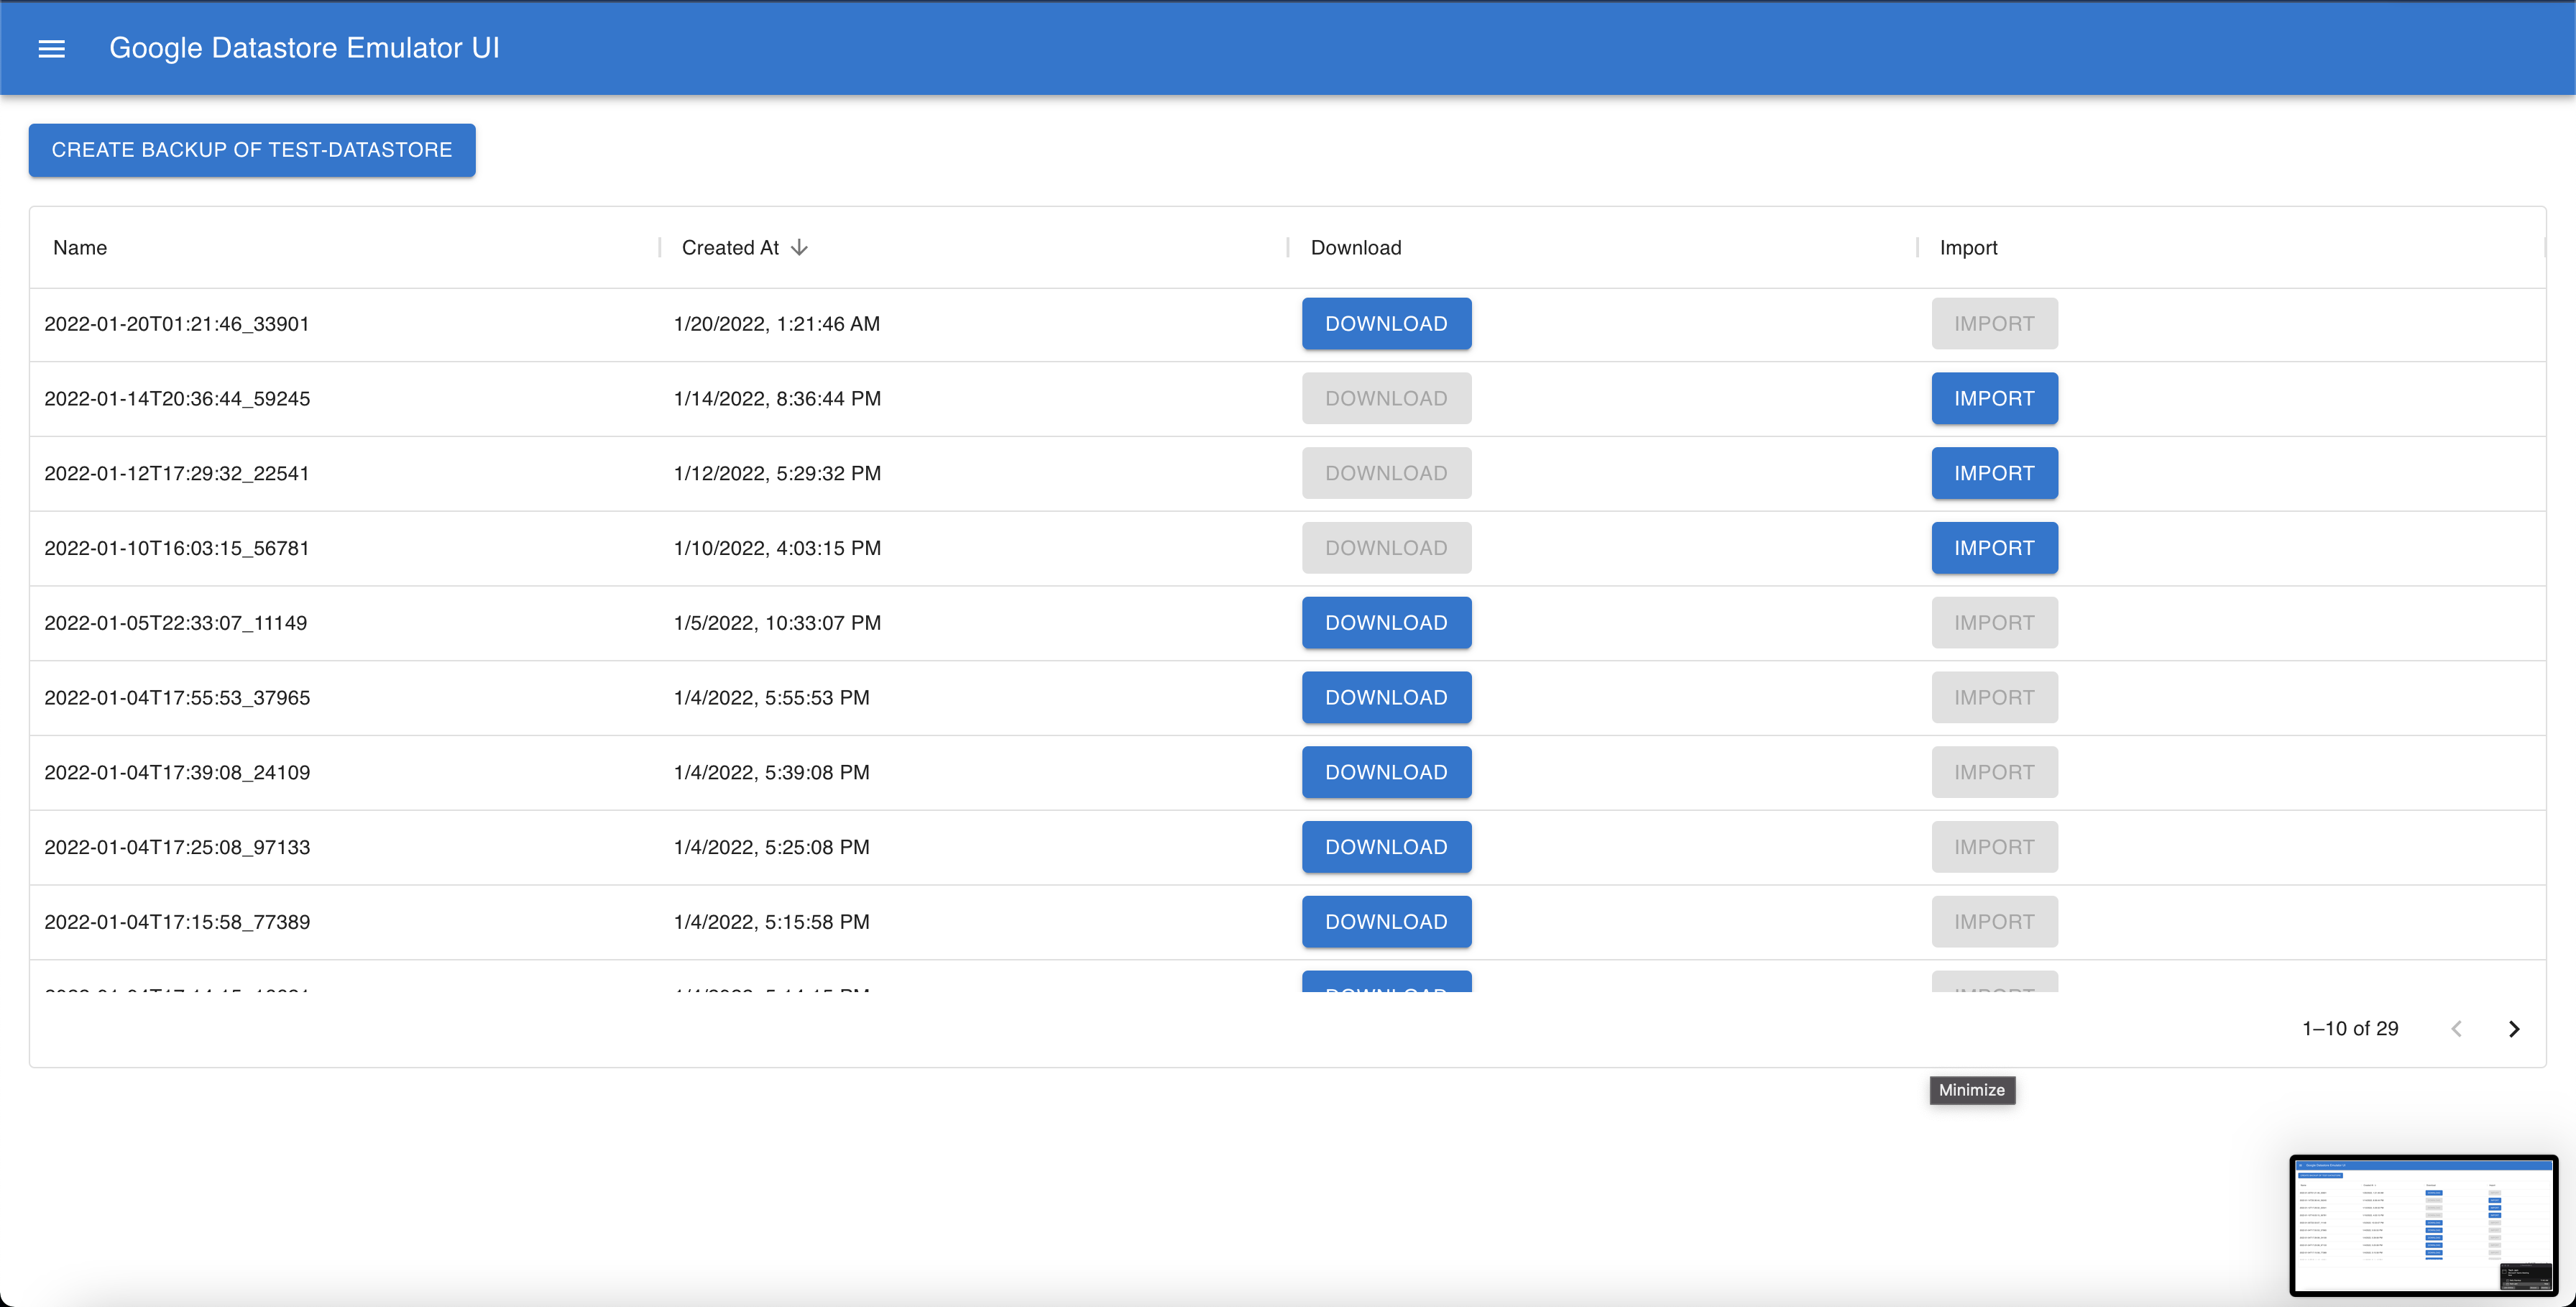 Google Datastore Emulator UI
CREATE BACKUP OF TEST-DATASTORE
Name Created At Download Import
2022-01-20T01:21:46_33901 1/20/2022, 1:21:46 AM DOWNLOAD IMPORT
2022-01-14T20:36:44_59245 1/14/2022, 8:36:44 PM DOWNLOAD IMPORT
2022-01-12T17:29:32_22541 1/12/2022, 5:29:32 PM DOWNLOAD IMPORT
2022-01-10T16:03:15_56781 1/10/2022, 4:03:15 PM DOWNLOAD IMPORT
2022-01-05T22:33:07_11149 1/5/2022, 10:33:07 PM DOWNLOAD IMPORT
2022-01-04T17:55:53_37965 1/4/2022, 5:55:53 PM DOWNLOAD IMPORT
2022-01-04T17:39:08_24109 1/4/2022, 5:39:08 PM DOWNLOAD IMPORT
2022-01-04T17:25:08_97133 1/4/2022, 5:25:08 PM DOWNLOAD IMPORT
2022-01-04T17:15:58_77389 1/4/2022, 5:15:58 PM DOWNLOAD IMPORT
DOWNLOAD IMPORT
1–10 of 29
Minimize